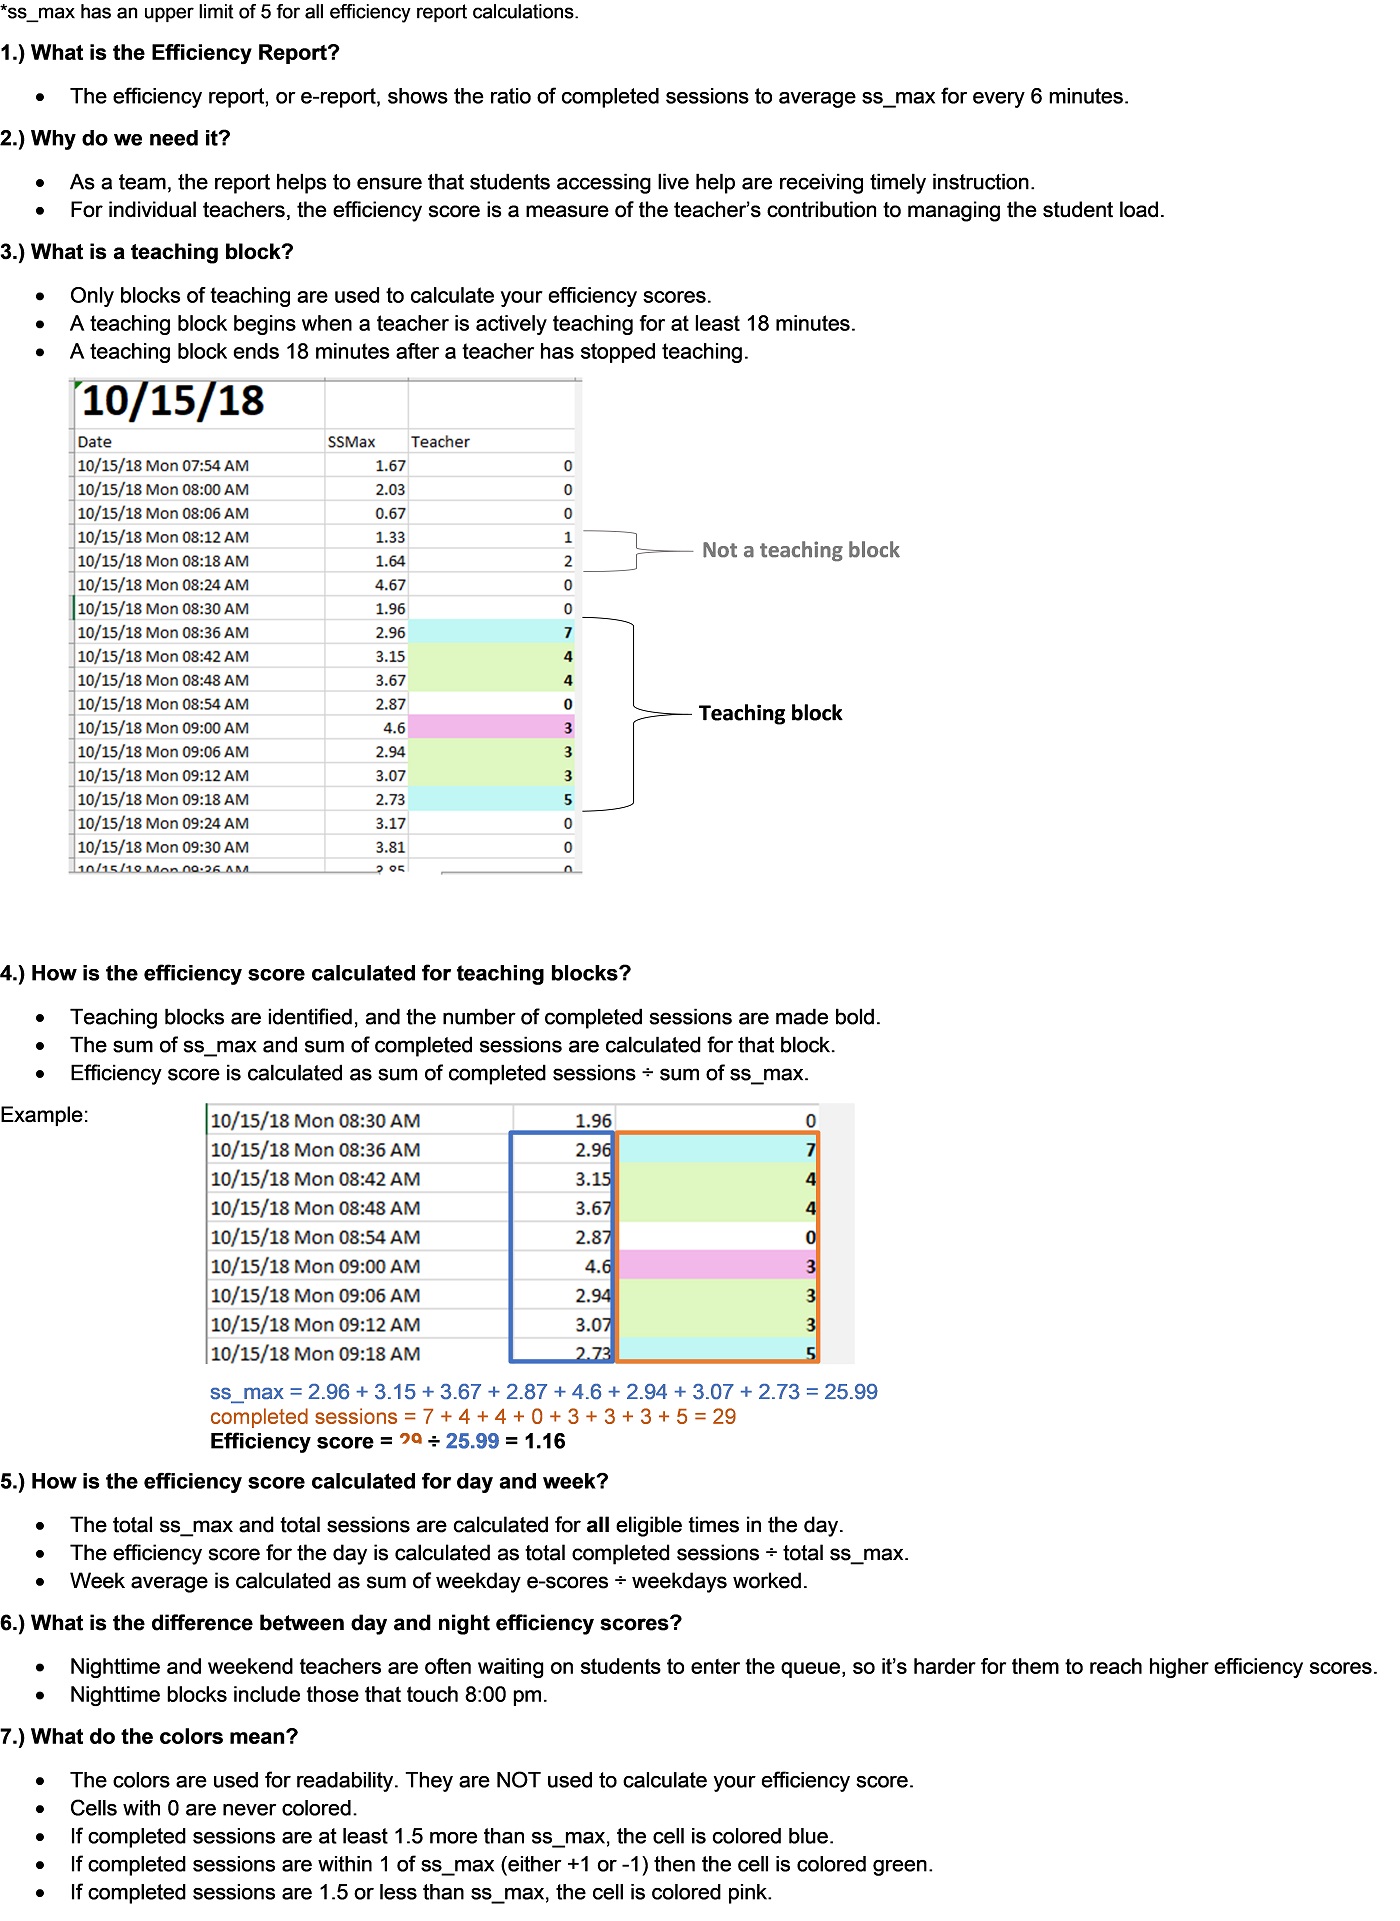 *ss_max has an upper limit of 5 for all efficiency report calculations.
1.) What is the Efficiency Report?
• The efficiency report, or e-report, shows the ratio of completed sessions to average ss_max for every 6 minutes.
2.) Why do we need it?
• As a team, the report helps to ensure that students accessing live help are receiving timely instruction.
• For individual teachers, the efficiency score is a measure of the teacher's contribution to managing the student load.
3.) What is a teaching block?
• Only blocks of teaching are used to calculate your efficiency scores.
• A teaching block begins when a teacher is actively teaching for at least 18 minutes.
• A teaching block ends 18 minutes after a teacher has stopped teaching.
10/15/18
Date SSMax Teacher
10/15/18 Mon 07:54 AM 1.67 0
10/15/18 Mon 08:00 AM 2.03 0
10/15/18 Mon 08:06 AM 0.67 0
10/15/18 Mon 08:12 AM 1.33 1
Not a teaching block
10/15/18 Mon 08:18 AM 1.64 2
10/15/18 Mon 08:24 AM 4.67 0
10/15/18 Mon 08:30 AM 1.96 0
10/15/18 Mon 08:36 AM 2.96 7
10/15/18 Mon 08:42 AM 3.15 4
10/15/18 Mon 08:48 AM 3.67 4
10/15/18 Mon 08:54 AM 2.87 0
Teaching block
10/15/18 Mon 09:00 AM 4.6 3
10/15/18 Mon 09:06 AM 2.94 3
10/15/18 Mon 09:12 AM 3.07 3
10/15/18 Mon 09:18 AM 2.73 5
10/15/18 Mon 09:24 AM 3.17 0
10/15/18 Mon 09:30 AM 3.81 0
10/15/18 Mon 09:36 AM 3.85 0
4.) How is the efficiency score calculated for teaching blocks?
• Teaching blocks are identified, and the number of completed sessions are made bold.
• The sum of ss_max and sum of completed sessions are calculated for that block.
• Efficiency score is calculated as sum of completed sessions ÷ sum of ss_max.
Example:
10/15/18 Mon 08:30 AM 1.96 0
10/15/18 Mon 08:36 AM 2.96 7
10/15/18 Mon 08:42 AM 3.15 4
10/15/18 Mon 08:48 AM 3.67 4
10/15/18 Mon 08:54 AM 2.87 0
10/15/18 Mon 09:00 AM 4.6 3
10/15/18 Mon 09:06 AM 2.94 3
10/15/18 Mon 09:12 AM 3.07 3
10/15/18 Mon 09:18 AM 2.73 5
ss_max = 2.96 + 3.15 + 3.67 + 2.87 + 4.6 + 2.94 + 3.07 + 2.73 = 25.99
completed sessions = 7 + 4 + 4 + 0 + 3 + 3 + 3 + 5 = 29
Efficiency score = 29 ÷ 25.99 = 1.16
5.) How is the efficiency score calculated for day and week?
• The total ss_max and total sessions are calculated for all eligible times in the day.
• The efficiency score for the day is calculated as total completed sessions ÷ total ss_max.
• Week average is calculated as sum of weekday e-scores ÷ weekdays worked.
6.) What is the difference between day and night efficiency scores?
• Nighttime and weekend teachers are often waiting on students to enter the queue, so it's harder for them to reach higher efficiency scores.
• Nighttime blocks include those that touch 8:00 pm.
7.) What do the colors mean?
• The colors are used for readability. They are NOT used to calculate your efficiency score.
• Cells with 0 are never colored.
• If completed sessions are at least 1.5 more than ss_max, the cell is colored blue.
• If completed sessions are within 1 of ss_max (either +1 or -1) then the cell is colored green.
• If completed sessions are 1.5 or less than ss_max, the cell is colored pink.